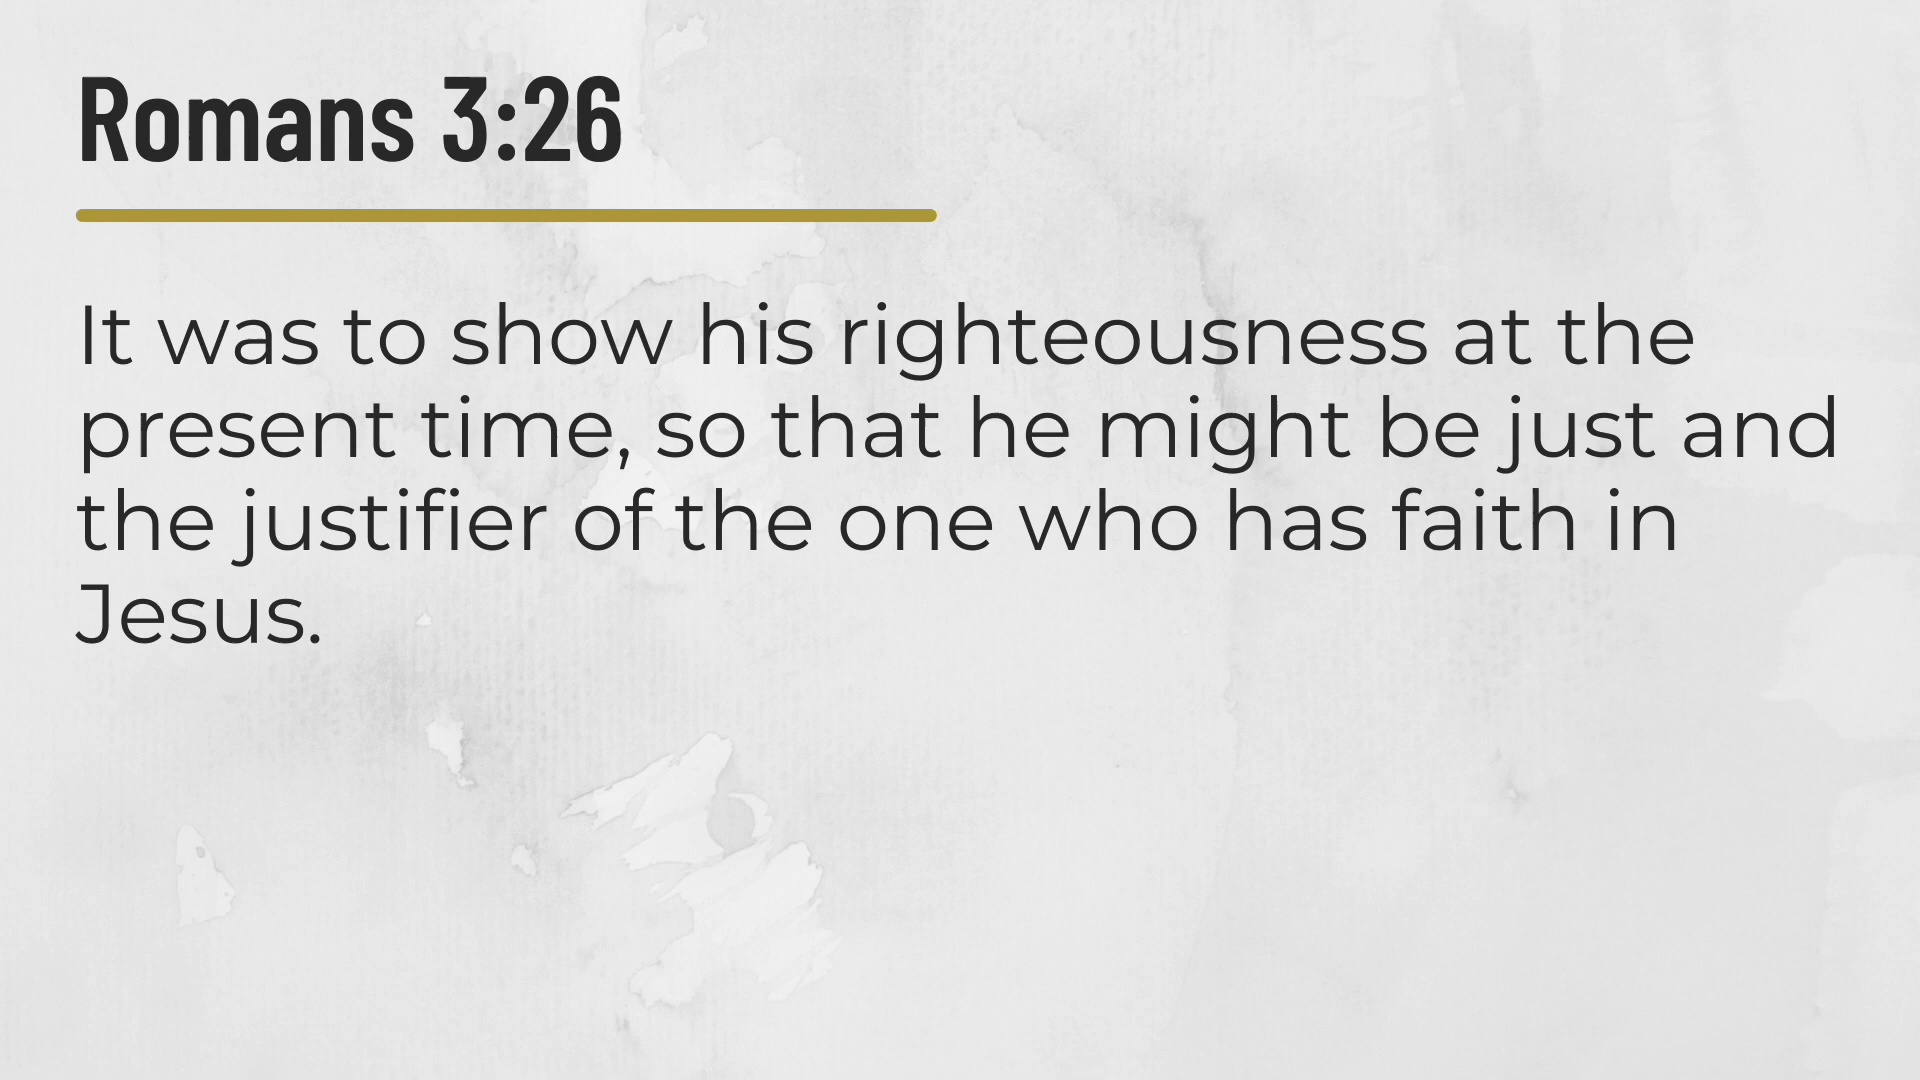 Romans 3:26
It was to show his righteousness at the
present time, so that he might be just and
the justifier of the one who has faith in
Jesus.